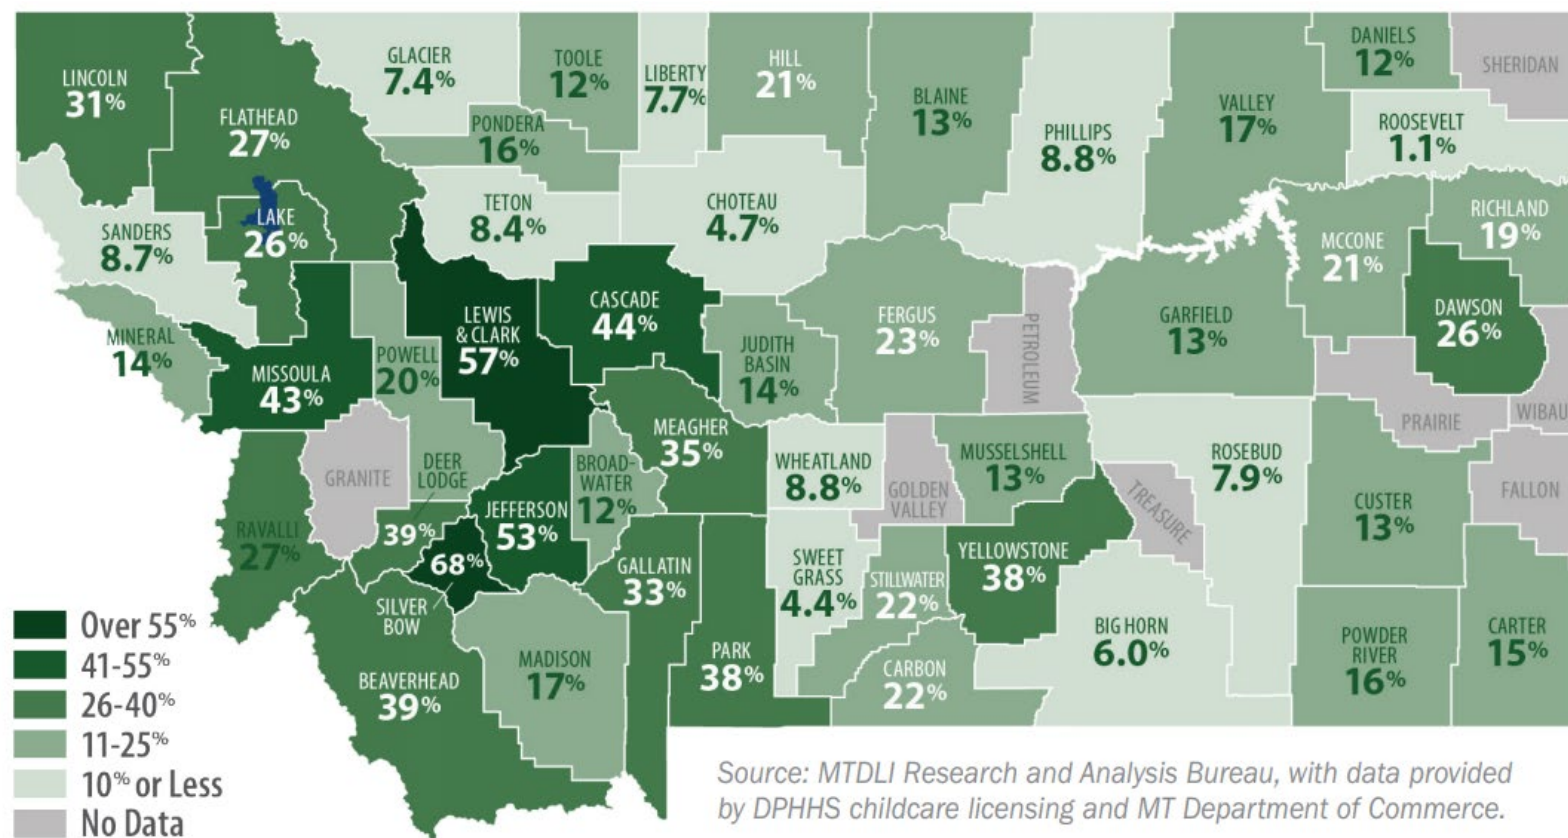 LINCOLN
31%
FLATHEAD
27%
GLACIER
7.4%
TOOLE
12%
LIBERTY
7.7%
HILL
21%
BLAINE
13%
PHILLIPS
8.8%
VALLEY
17%
DANIELS
12%
SHERIDAN
ROOSEVELT
1.1%
PONDERA
16%
TETON
8.4%
CHOTEAU
4.7%
SANDERS
8.7%
LAKE
26%
RICHLAND
19%
MCCONE
21%
DAWSON
26%
MINERAL
14%
MISSOULA
43%
POWELL
20%
LEWIS
& CLARK
57%
CASCADE
44%
JUDITH
BASIN
14%
FERGUS
23%
PETROLEUM
GARFIELD
13%
PRAIRIE
WIBAU
GRANITE
DEER
LODGE
39%
MEAGHER
35%
BROAD-
WATER
12%
JEFFERSON
53%
WHEATLAND
8.8%
GOLDEN
VALLEY
MUSSELSHELL
13%
TREASURE
ROSEBUD
7.9%
CUSTER
13%
FALLON
RAVALLI
27%
68%
SILVER
BOW
GALLATIN
33%
SWEET
GRASS
4.4%
STILLWATER
22%
YELLOWSTONE
38%
BEAVERHEAD
39%
MADISON
17%
PARK
38%
CARBON
22%
BIG HORN
6.0%
POWDER
RIVER
16%
CARTER
15%
Over 55%
41-55%
26-40%
11-25%
10% or Less
No Data
Source: MTDLI Research and Analysis Bureau, with data provided
by DPHHS childcare licensing and MT Department of Commerce.